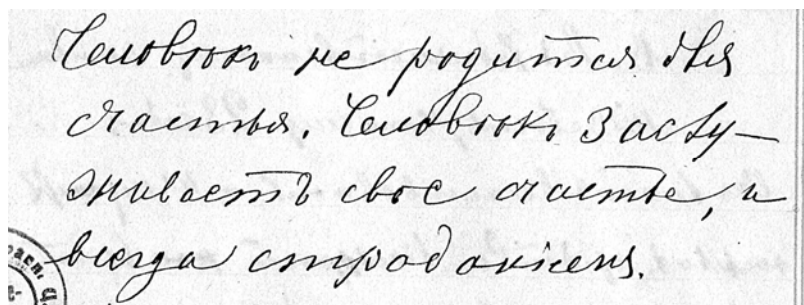 Человѣкъ не родится для
счастья. Человѣкъ заслу-
живаетъ свое счастье, и
всегда страданіемъ.